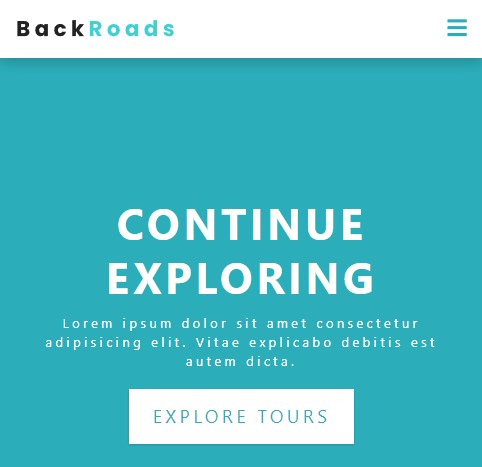 BackRoads
CONTINUE
EXPLORING
Lorem ipsum dolor sit amet consectetur
adipisicing elit. Vitae explicabo debitis est
autem dicta.
EXPLORE TOURS